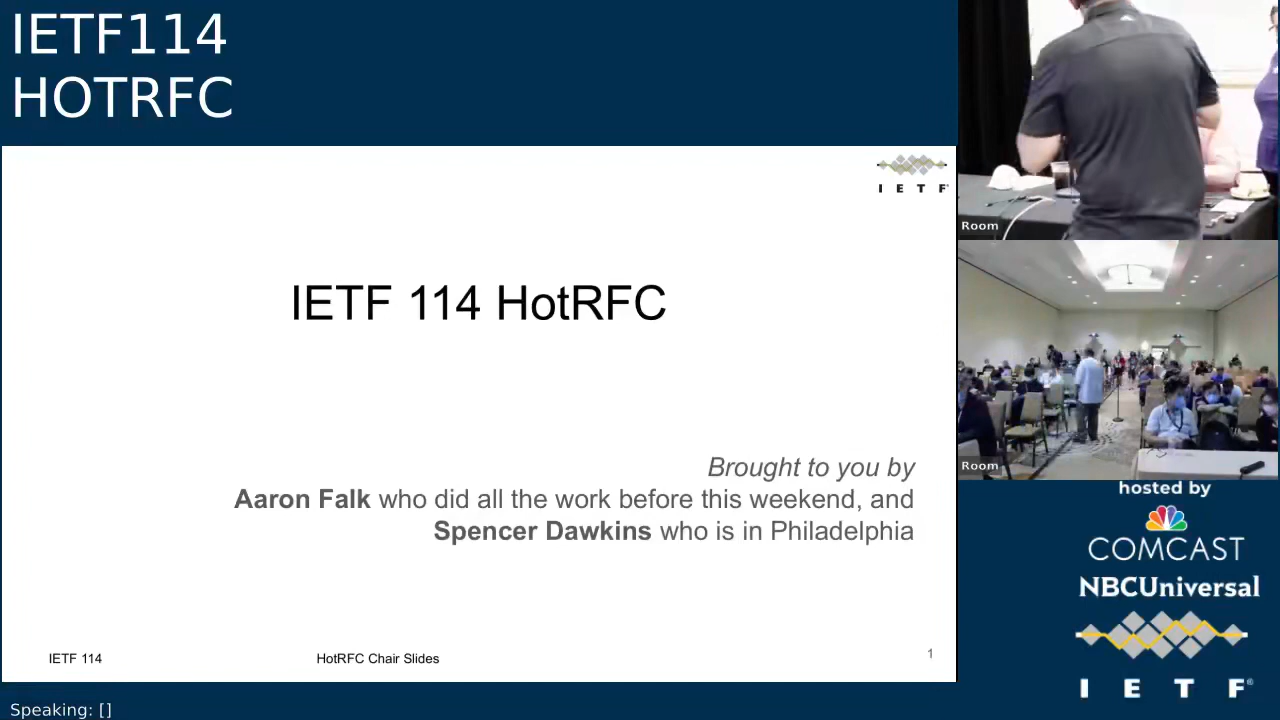 IETF114
HOTRFC
I E T F
IETF 114 HotRFC
Brought to you by
Aaron Falk who did all the work before this weekend, and
Spencer Dawkins who is in Philadelphia
IETF 114
HotRFC Chair Slides
1
Speaking: []
Room
Room
hosted by
COMCAST
NBCUniversal
I E T F®